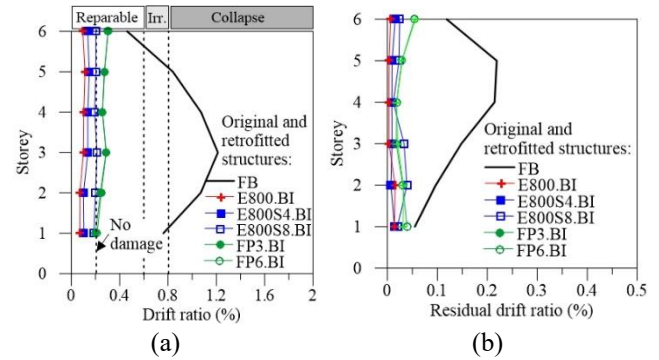 (a)
Reparable Irr. Collapse
6
5
4
3
2
1
0
Storey
Original and
retrofitted
structures:
FB
E800.BI
E800S4.BI
E800S8.BI
FP3.BI
FP6.BI
No
damage
0 0.4 0.8 1.2 1.6 2
Drift ratio (%)
(a)
(b)
6
5
4
3
2
1
0
Storey
Original and
retrofitted structures:
FB
E800.BI
E800S4.BI
E800S8.BI
FP3.BI
FP6.BI
0 0.1 0.2 0.3 0.4 0.5
Residual drift ratio (%)
(b)